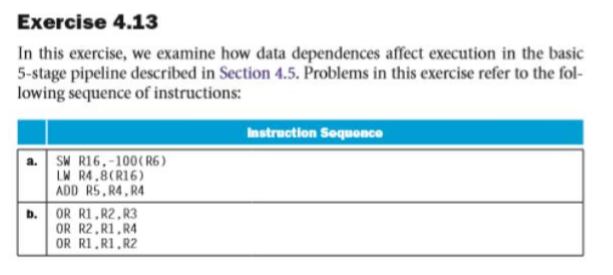 Exercise 4.13
In this exercise, we examine how data dependences affect execution in the basic
5-stage pipeline described in Section 4.5. Problems in this exercise refer to the fol-
lowing sequence of instructions:
Instruction Sequence
a. SW R16,-100(R6)
LW R4,8(R16)
ADD R5,R4,R4
b. OR R1,R2,R3
OR R2,R1,R4
OR R1,R1,R2